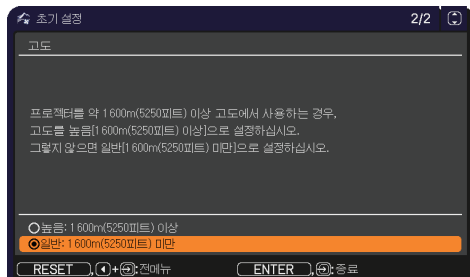 초기 설정 2/2
고도
프로젝터를 약 1600m(5250피트) 이상 고도에서 사용하는 경우,
고도를 높음[1600m(5250피트) 이상]으로 설정하십시오.
그렇지 않으면 일반[1600m(5250피트) 미만]으로 설정하십시오.
높음: 1600m(5250피트) 이상
일반: 1600m(5250피트) 미만
RESET ,+:전메뉴 ENTER ,:종료